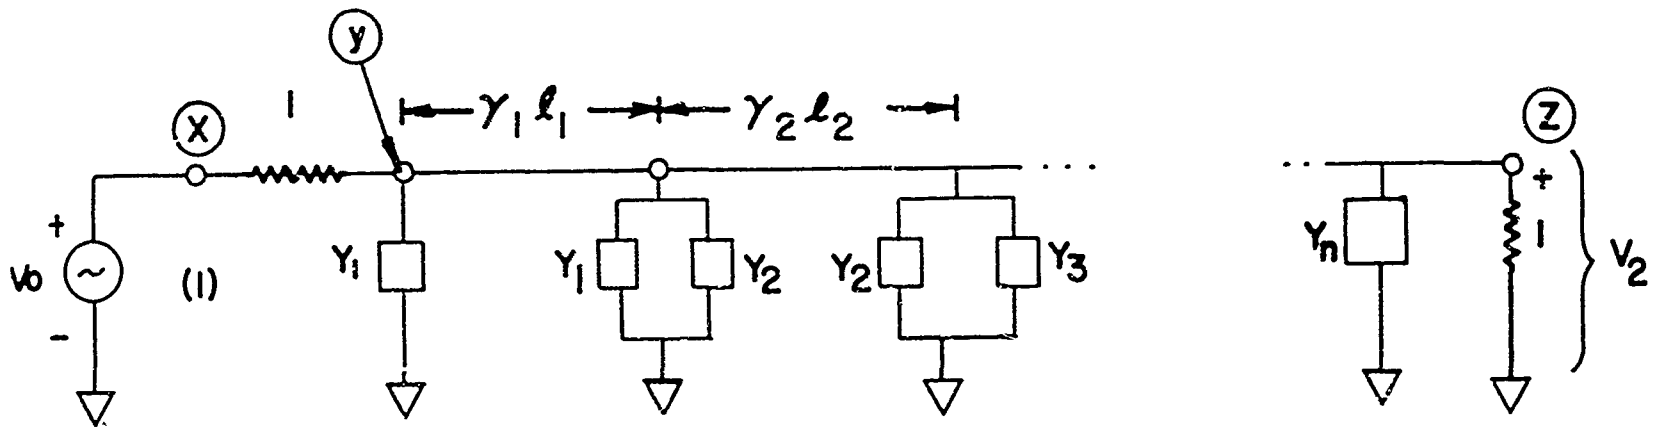 y
X
1
γ₁ l₁
γ₂ l₂
Z
+
Vo
~
-
(1)
Y₁
Y₁
Y₂
Y₂
Y₃
....
...
Yₙ
+
1
V₂